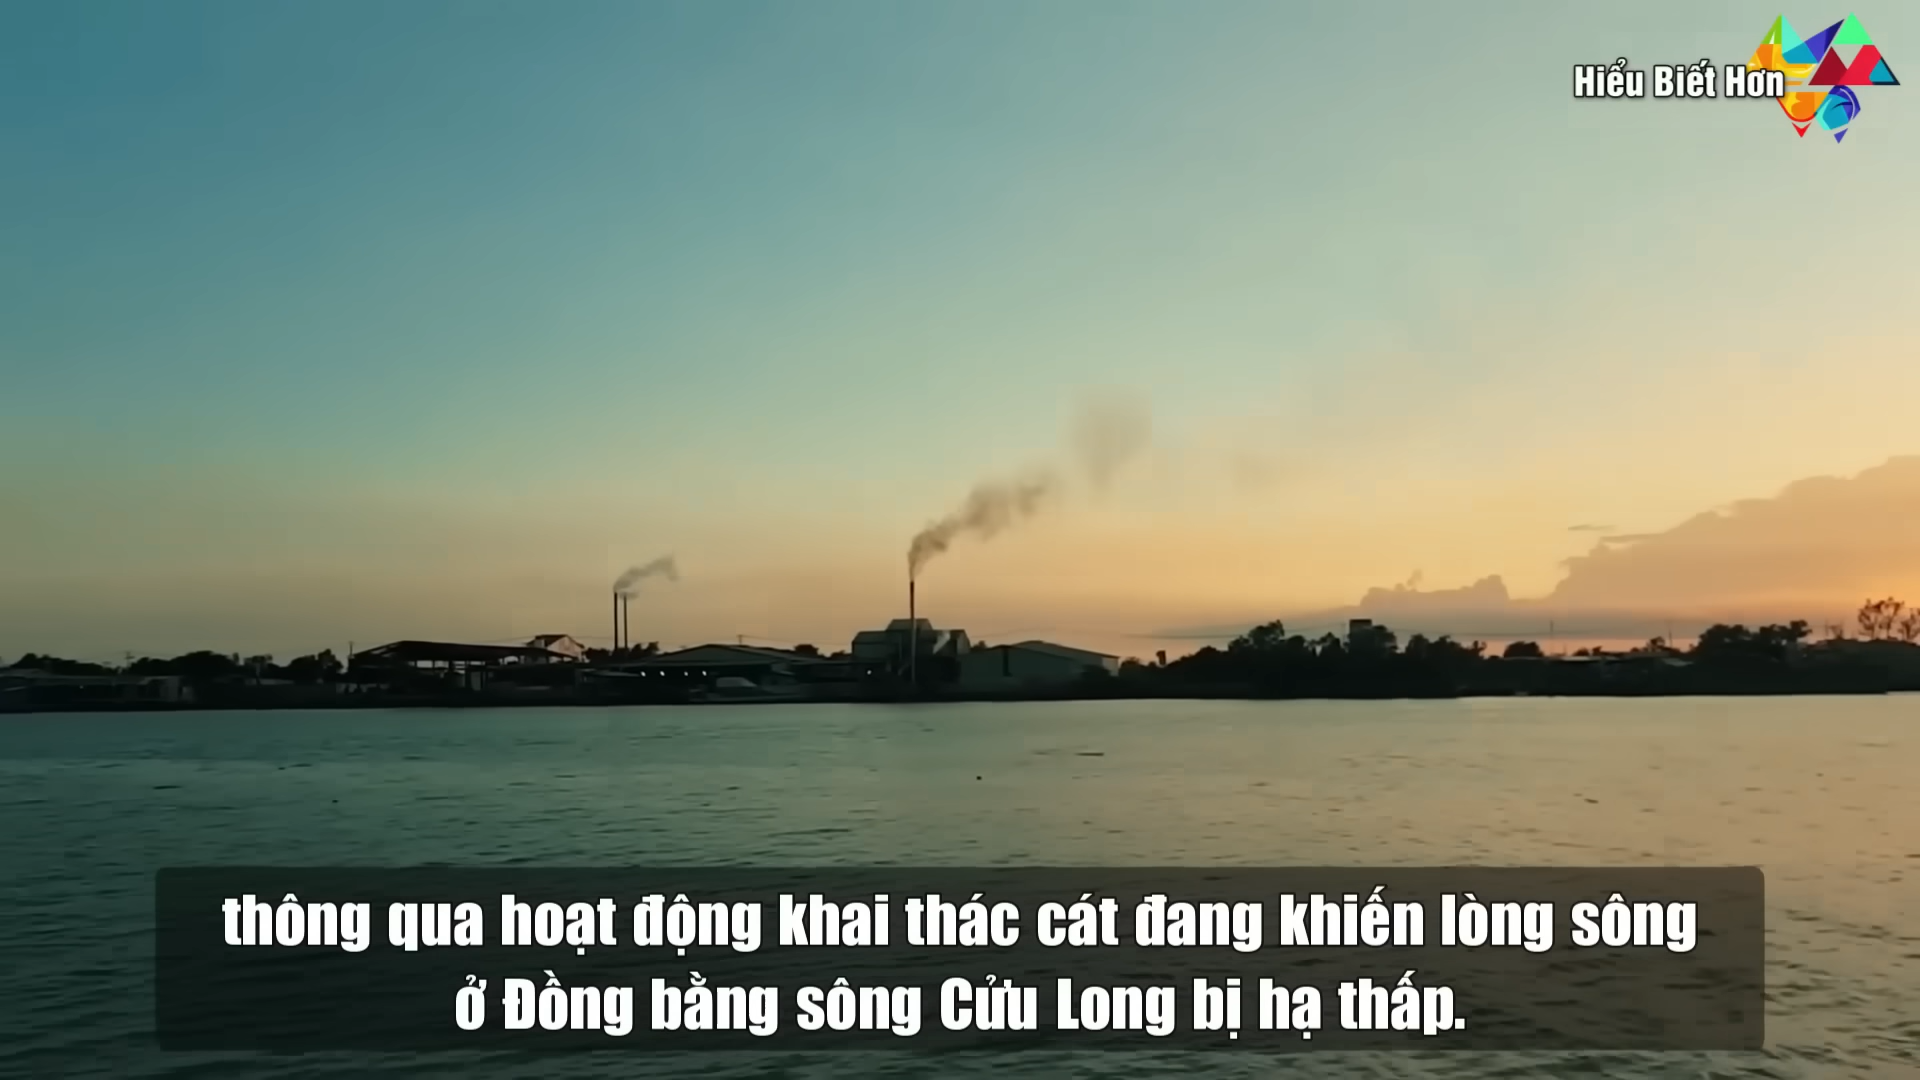 Hiểu Biết Hơn
thông qua hoạt động khai thác cát đang khiến lòng sông
ở Đồng bằng sông Cửu Long bị hạ thấp.